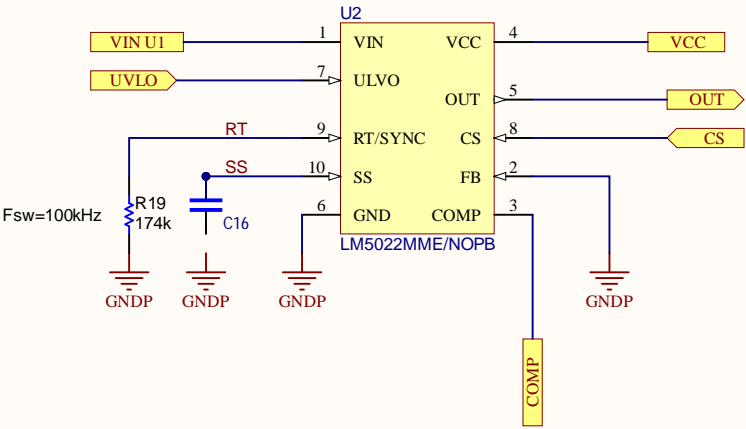 U2
VIN U1
1
VIN
VCC
4
VCC
UVLO
7
ULVO
OUT
5
OUT
RT
9
RT/SYNC
CS
8
CS
SS
10
SS
FB
2
Fsw=100kHz
R19
174k
C16
6
GND
COMP
3
LM5022MME/NOPB
GNDP
GNDP
GNDP
GNDP
COMP